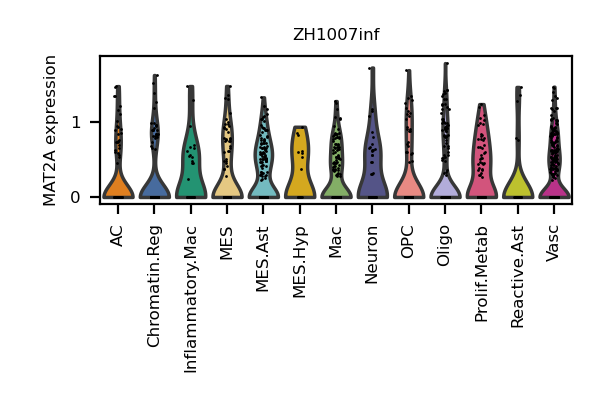 ZH1007inf
MAT2A expression
1
0
AC
Chromatin.Reg
Inflammatory.Mac
MES
MES.Ast
MES.Hyp
Mac
Neuron
OPC
Oligo
Prolif.Metab
Reactive.Ast
Vasc